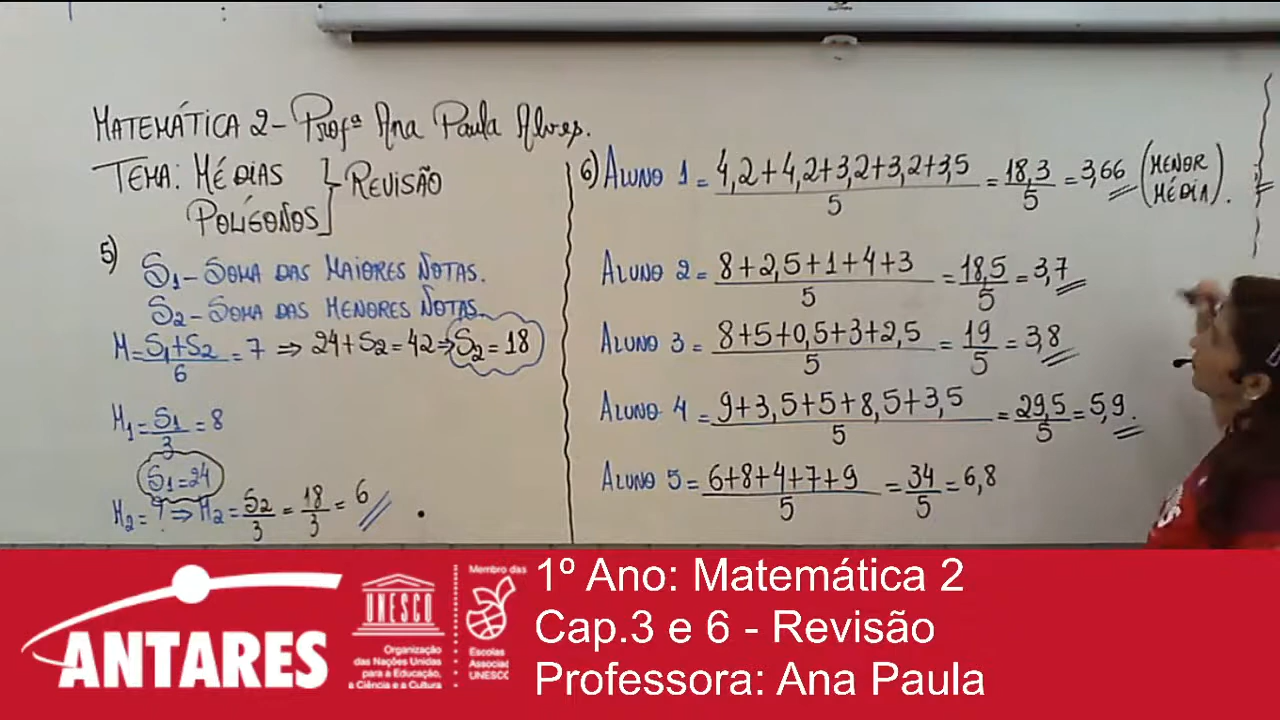 MATEMÁTICA 2 - Profª Ana Paula Alves.
TEMA: MÉDIAS
POLÍGONOS
REVISÃO
5)
S1 - SOMA DAS MAIORES NOTAS.
S2 - SOMA DAS MENORES NOTAS.
M = S1+S2/6 = 7 ⇒ 24+S2 = 42 ⇒ S2 = 18
M1 = S1/3 = 8
S1 = 24
M2 = ? ⇒ M2 = S2/3 = 18/3 = 6
6) ALUNO 1 = 4,2+4,2+3,2+3,2+3,5/5 = 18,3/5 = 3,66 (MENOR MÉDIA).
ALUNO 2 = 8+2,5+1+4+3/5 = 18,5/5 = 3,7
ALUNO 3 = 8+5+0,5+3+2,5/5 = 19/5 = 3,8
ALUNO 4 = 9+3,5+5+8,5+3,5/5 = 29,5/5 = 5,9.
ALUNO 5 = 6+8+4+7+9/5 = 34/5 = 6,8
ANTARES
UNESCO
Organização
das Nações Unidas
para a Educação,
a Ciência e a Cultura
Membro das
Escolas
Associadas
UNESCO
1º Ano: Matemática 2
Cap.3 e 6 - Revisão
Professora: Ana Paula